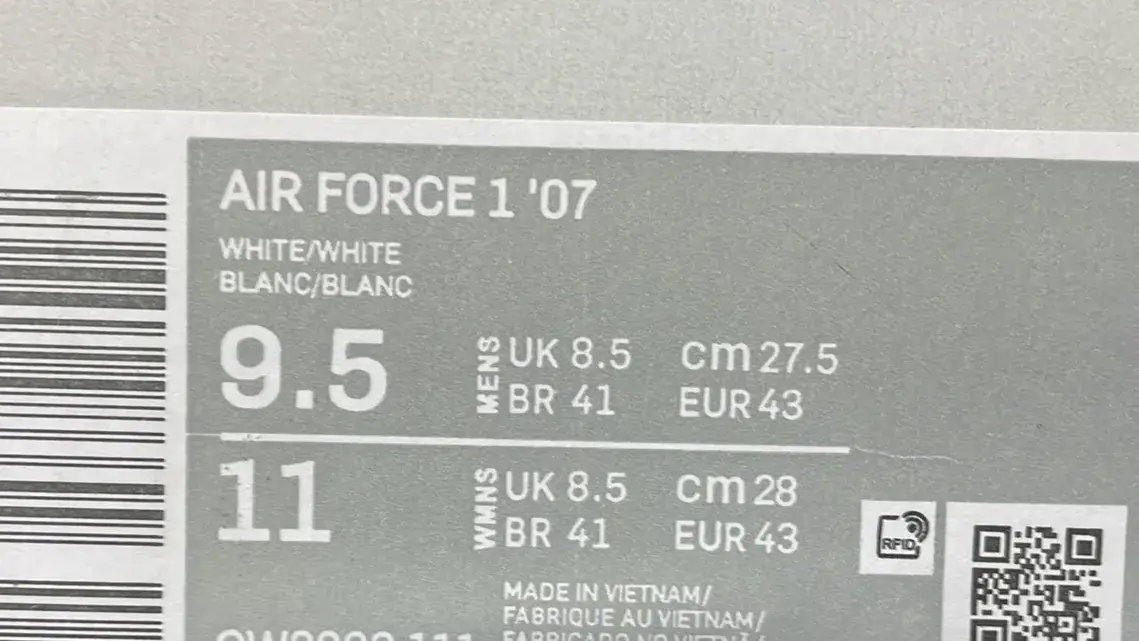 AIR FORCE 1 '07
WHITE/WHITE
BLANC/BLANC
9.5 MENS UK 8.5 cm 27.5
BR 41 EUR 43
11 WMNS UK 8.5 cm 28
BR 41 EUR 43
RFID
MADE IN VIETNAM/
FABRIQUE AU VIETNAM/